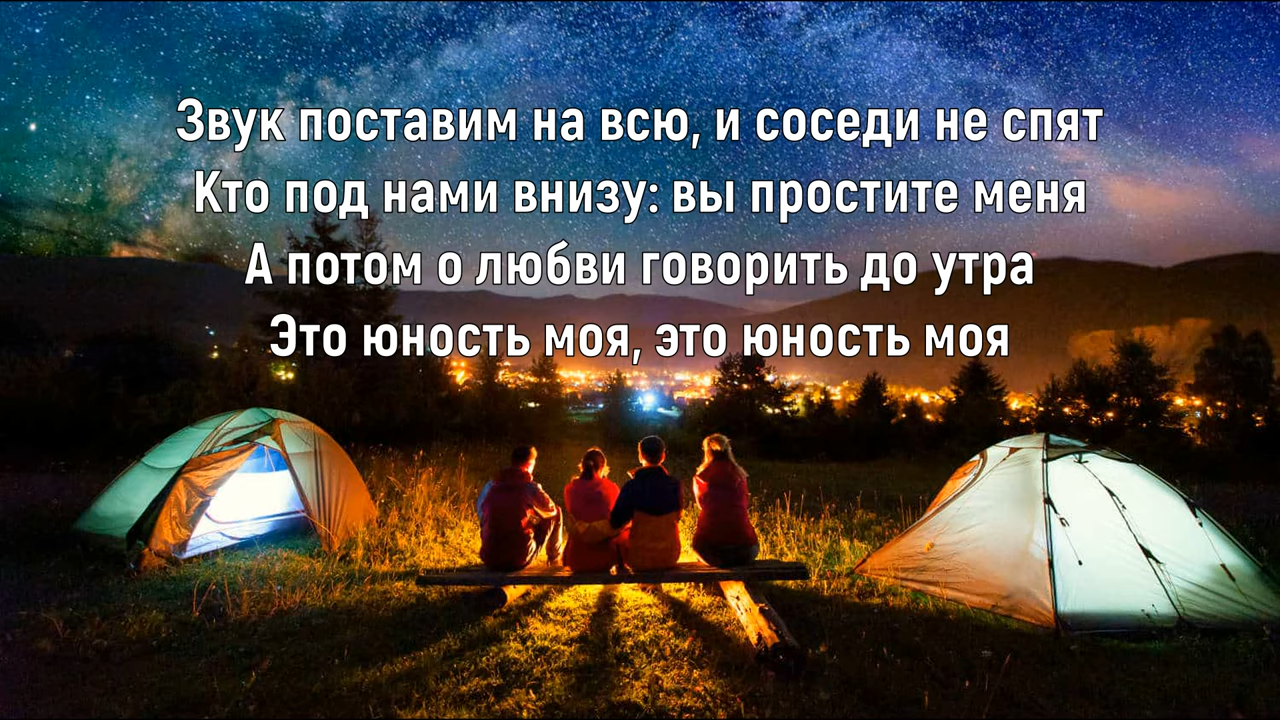 Звук поставим на всю, и соседи не спят
Кто под нами внизу: вы простите меня
А потом о любви говорить до утра
Это юность моя, это юность моя